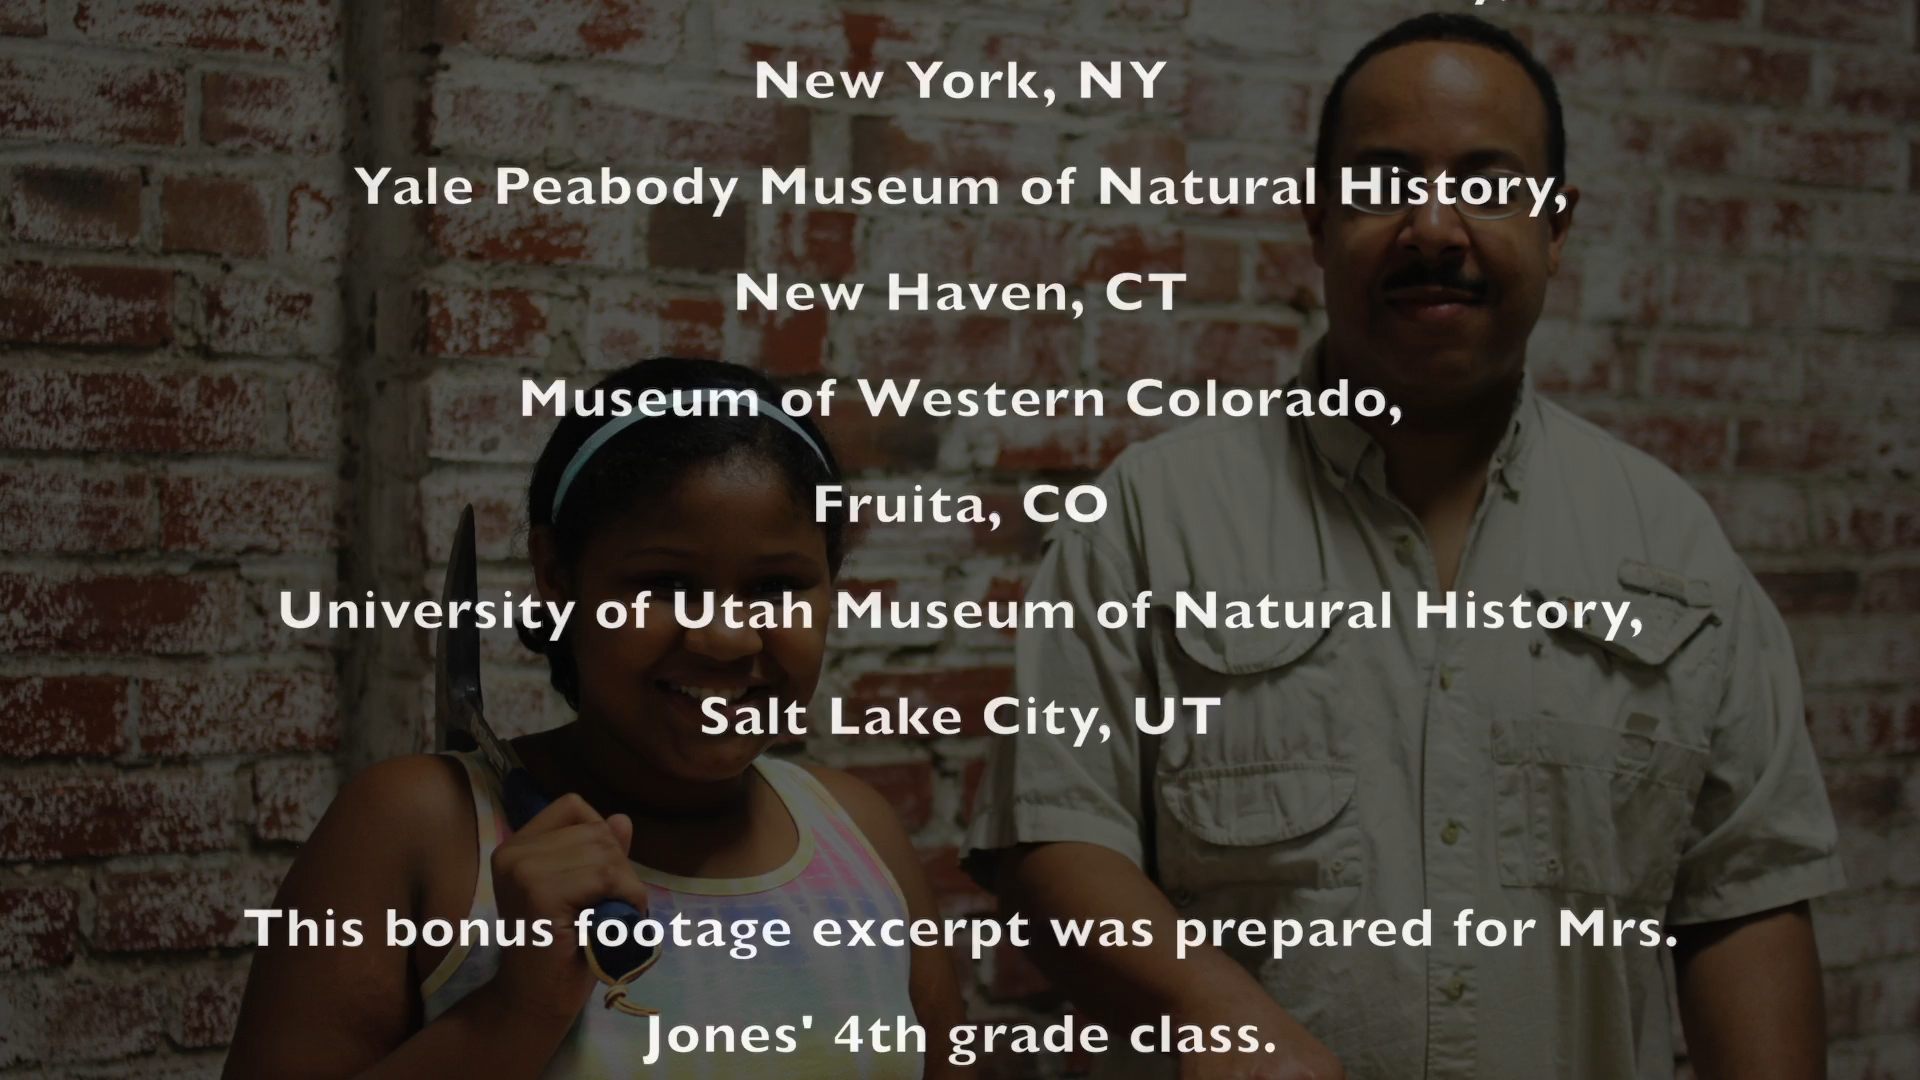 New York, NY
Yale Peabody Museum of Natural History,
New Haven, CT
Museum of Western Colorado,
Fruita, CO
University of Utah Museum of Natural History,
Salt Lake City, UT
This bonus footage excerpt was prepared for Mrs.
Jones' 4th grade class.